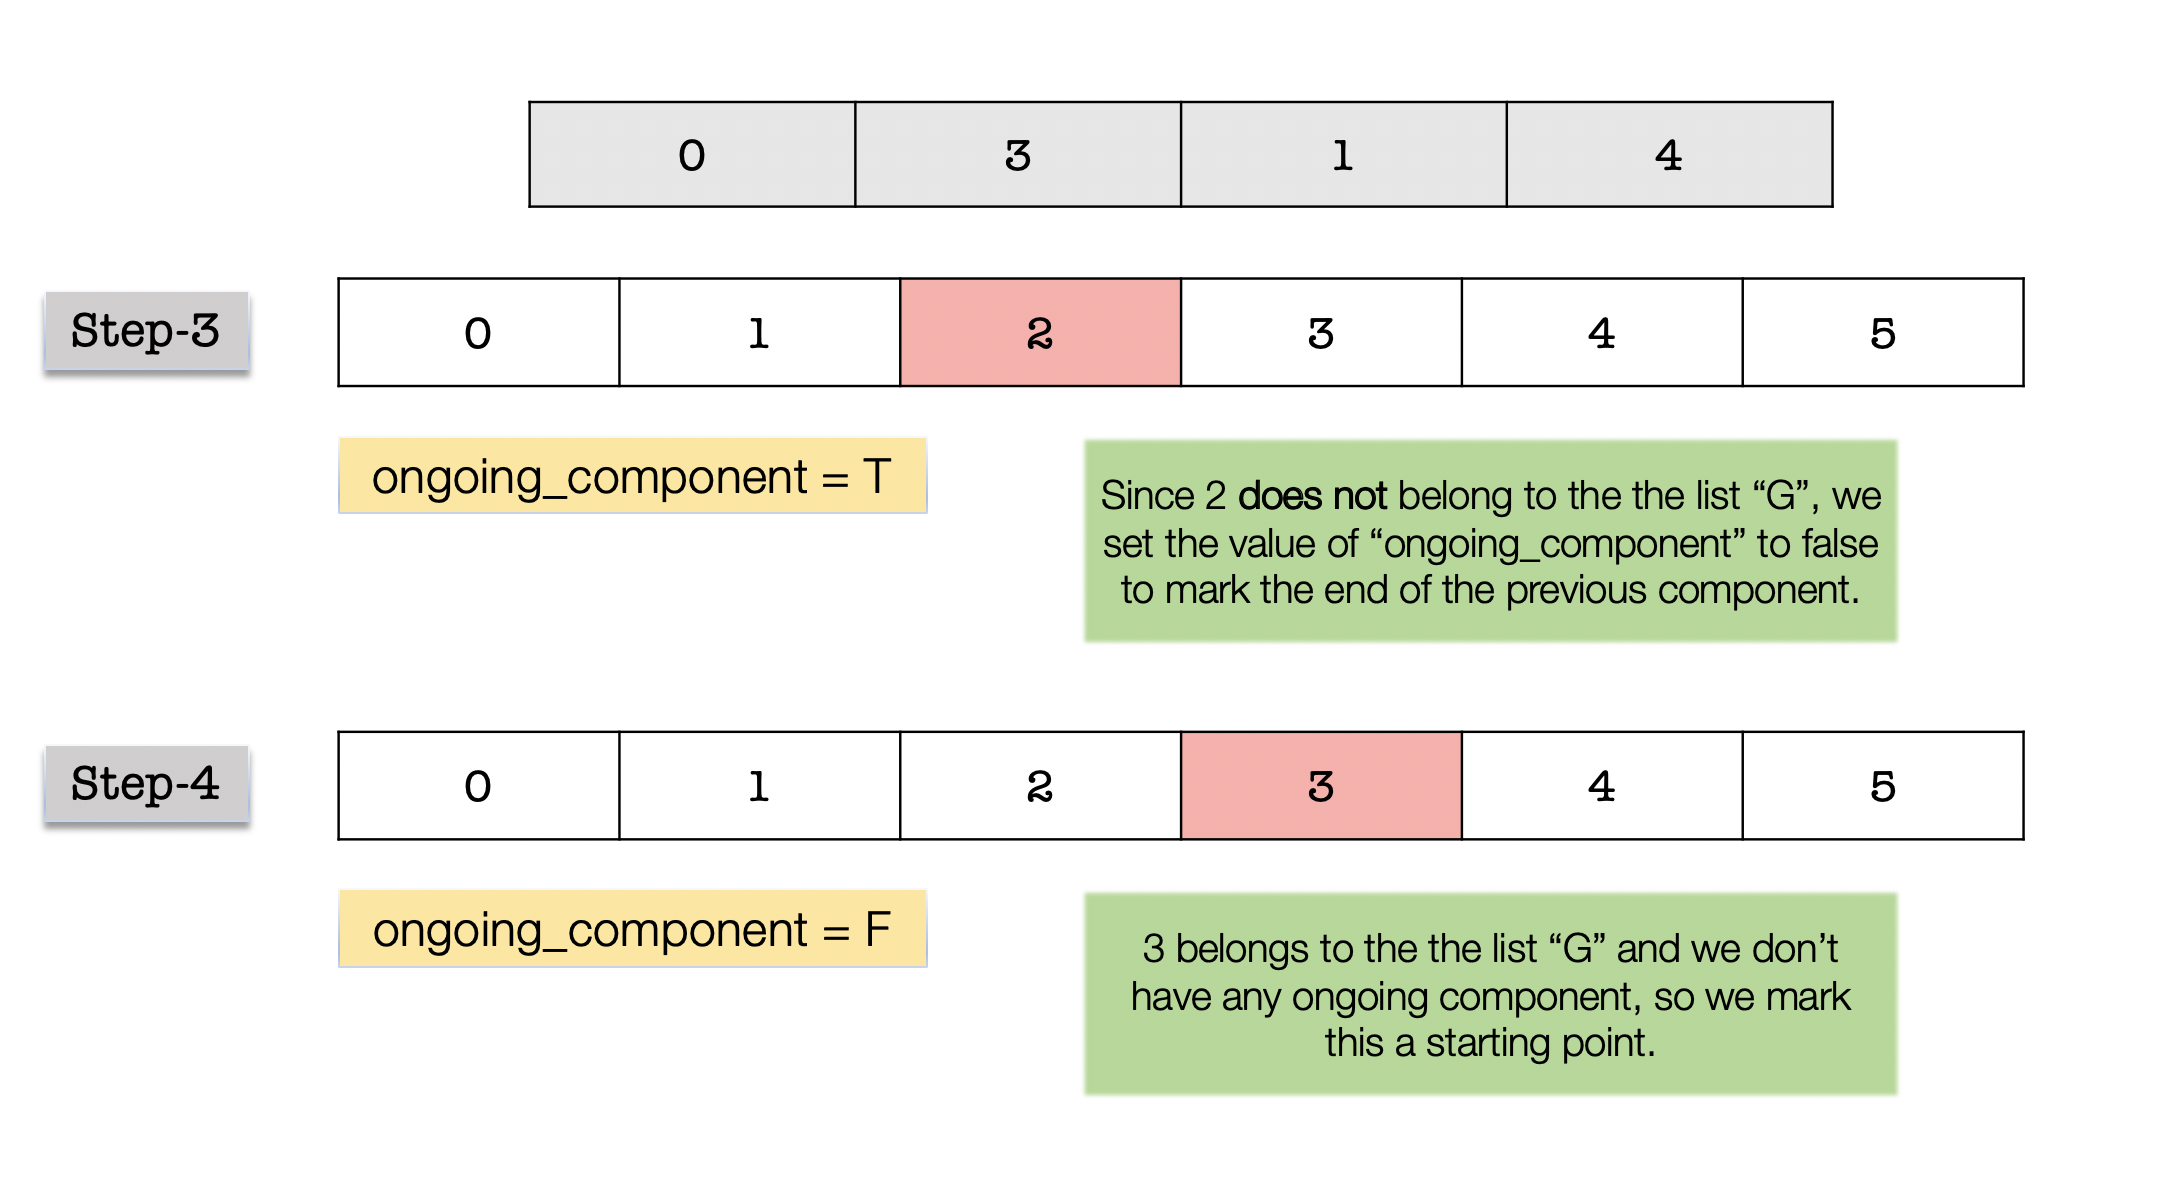 0 3 1 4
Step-3
0 1 2 3 4 5
ongoing_component = T
Since 2 does not belong to the the list “G”, we
set the value of “ongoing_component” to false
to mark the end of the previous component.
Step-4
0 1 2 3 4 5
ongoing_component = F
3 belongs to the the list “G” and we don’t
have any ongoing component, so we mark
this a starting point.